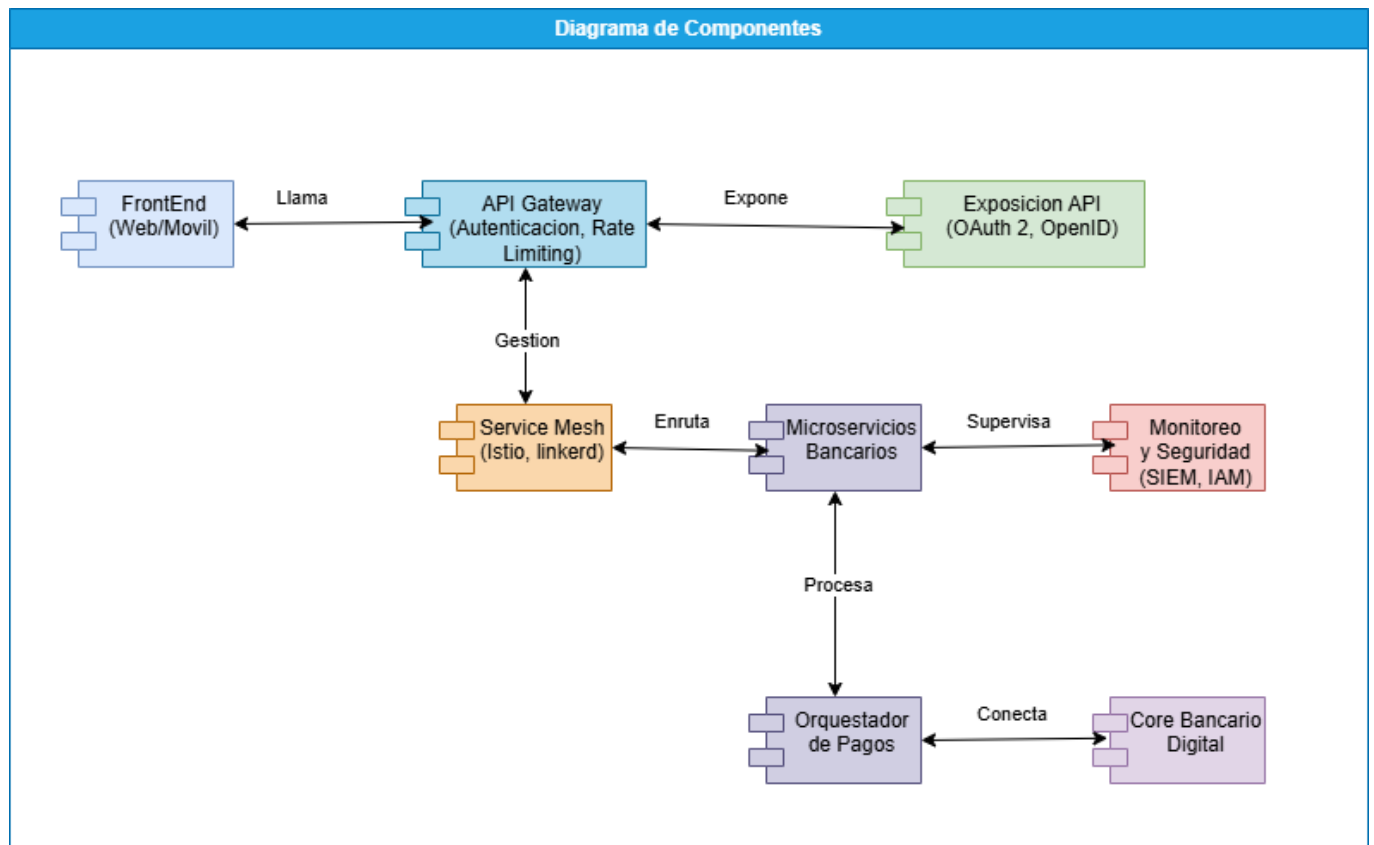 Diagrama de Componentes
FrontEnd
(Web/Movil)
Llama
API Gateway
(Autenticacion, Rate
Limiting)
Expone
Exposicion API
(OAuth 2, OpenID)
Gestion
Service Mesh
(Istio, linkerd)
Enruta
Microservicios
Bancarios
Supervisa
Monitoreo
y Seguridad
(SIEM, IAM)
Procesa
Orquestador
de Pagos
Conecta
Core Bancario
Digital